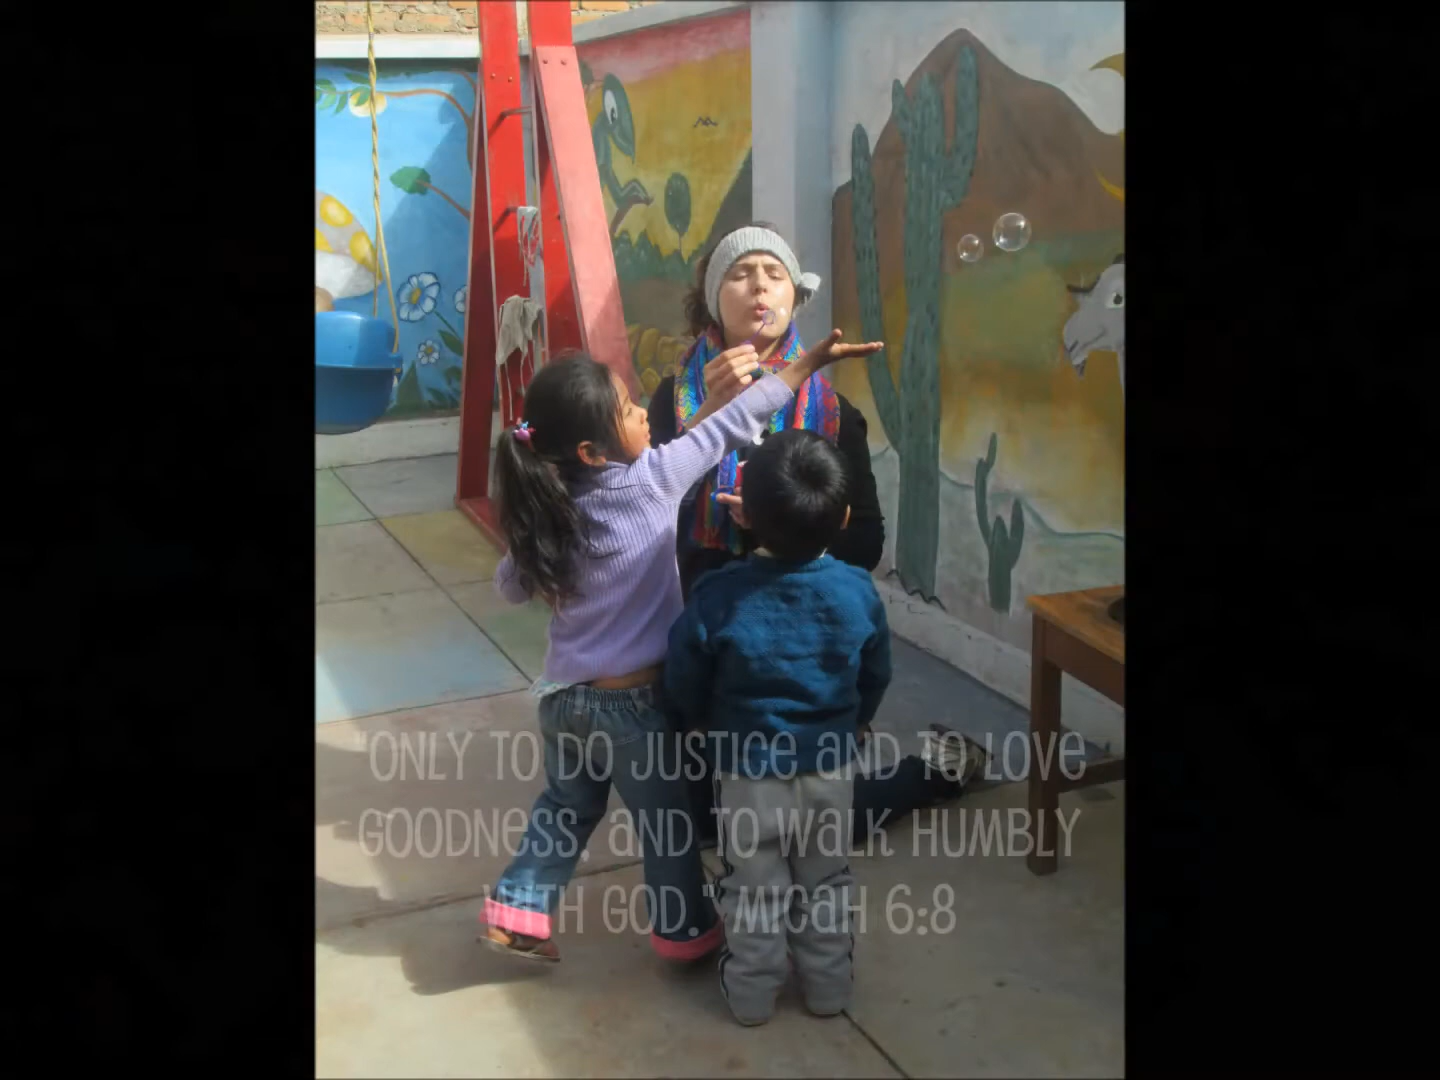 "ONLY TO DO JUSTICE AND TO LOVE
GOODNESS, AND TO WALK HUMBLY
WITH GOD." MICAH 6:8